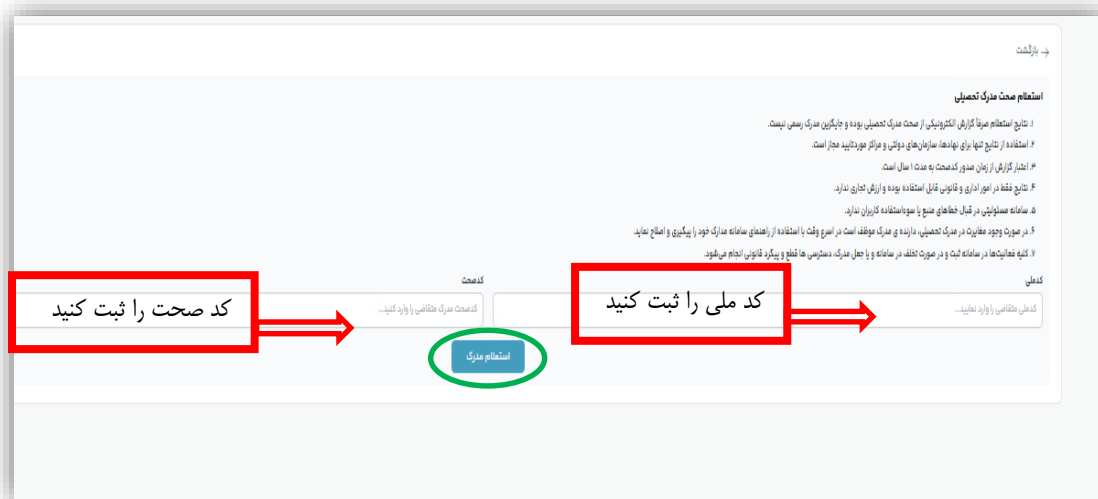 بازگشت
استعلام صحت مدرک تحصیلی
۱. نتایج استعلام صرفاً گزارش الکترونیکی از صحت مدرک تحصیلی بوده و جایگزین مدرک رسمی نیست.
۲. استفاده از نتایج تنها برای نهادها، سازمان‌های دولتی و مراکز موردتایید مجاز است.
۳. اعتبار گزارش از زمان صدور کدصحت به مدت ۱ سال است.
۴. نتایج فقط در امور اداری و قانونی قابل استفاده بوده و ارزش تجاری ندارد.
۵. سامانه مسئولیتی در قبال خطاهای منبع یا سوءاستفاده کاربران ندارد.
۶. در صورت وجود مغایرت در مدرک تحصیلی، دارنده ی مدرک موظف است در اسرع وقت با استفاده از راهنمای سامانه مدارک خود را پیگیری و اصلاح نماید.
۷. کلیه فعالیت‌ها در سامانه ثبت و در صورت تخلف در سامانه و یا جعل مدرک، دسترسی ها قطع و پیگرد قانونی انجام می‌شود.
کدملی
کدملی متقاضی را وارد نمایید...
کد ملی را ثبت کنید
کدصحت
کدصحت مدرک متقاضی را وارد کنید...
کد صحت را ثبت کنید
استعلام مدرک